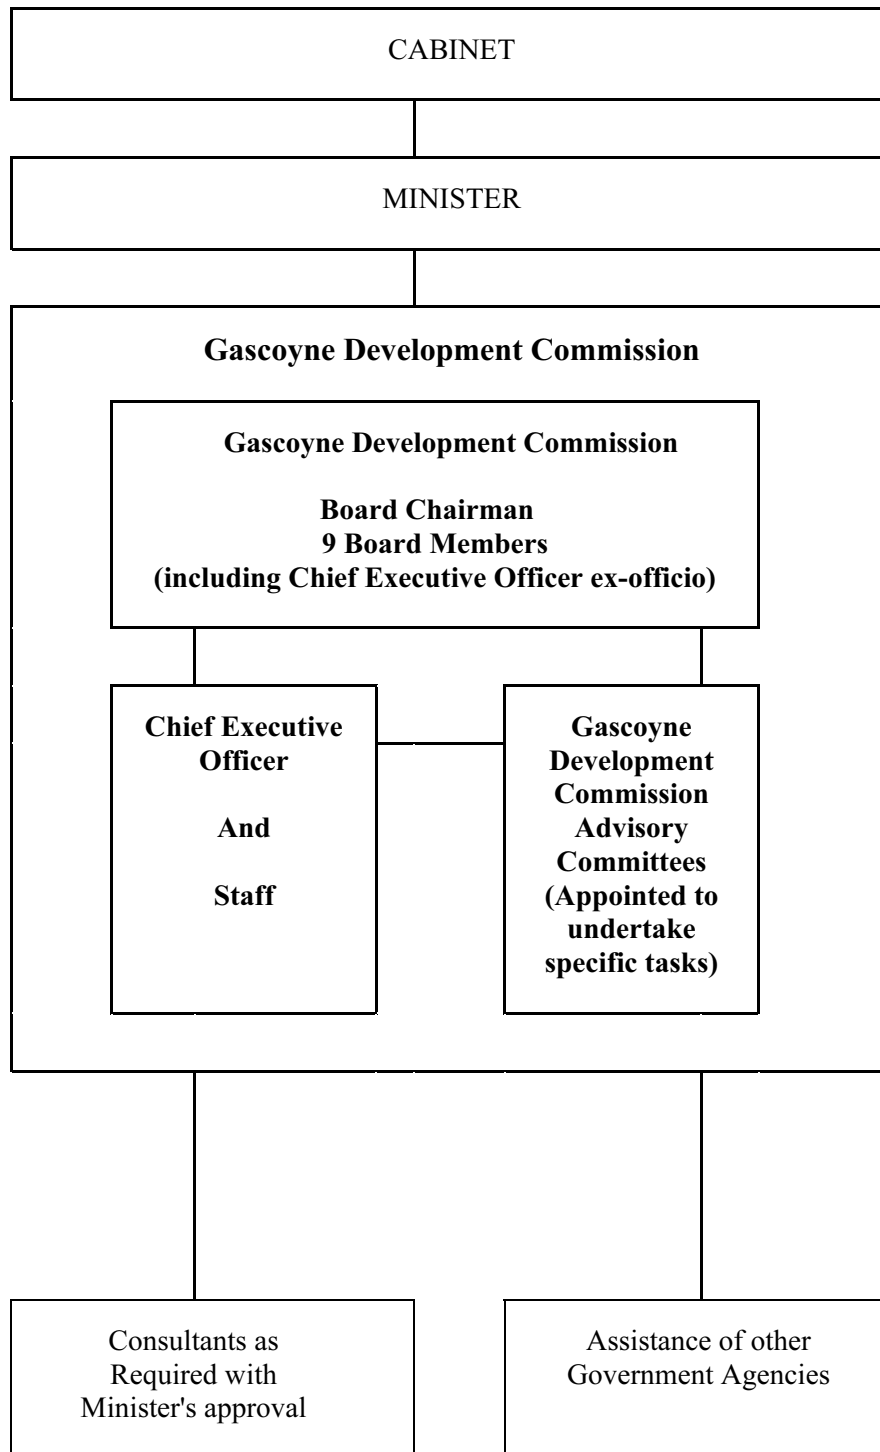 CABINET
MINISTER
Gascoyne Development Commission
Gascoyne Development Commission
Board Chairman
9 Board Members
(including Chief Executive Officer ex-officio)
Chief Executive
Officer
And
Staff
Gascoyne
Development
Commission
Advisory
Committees
(Appointed to
undertake
specific tasks)
Consultants as
Required with
Minister's approval
Assistance of other
Government Agencies